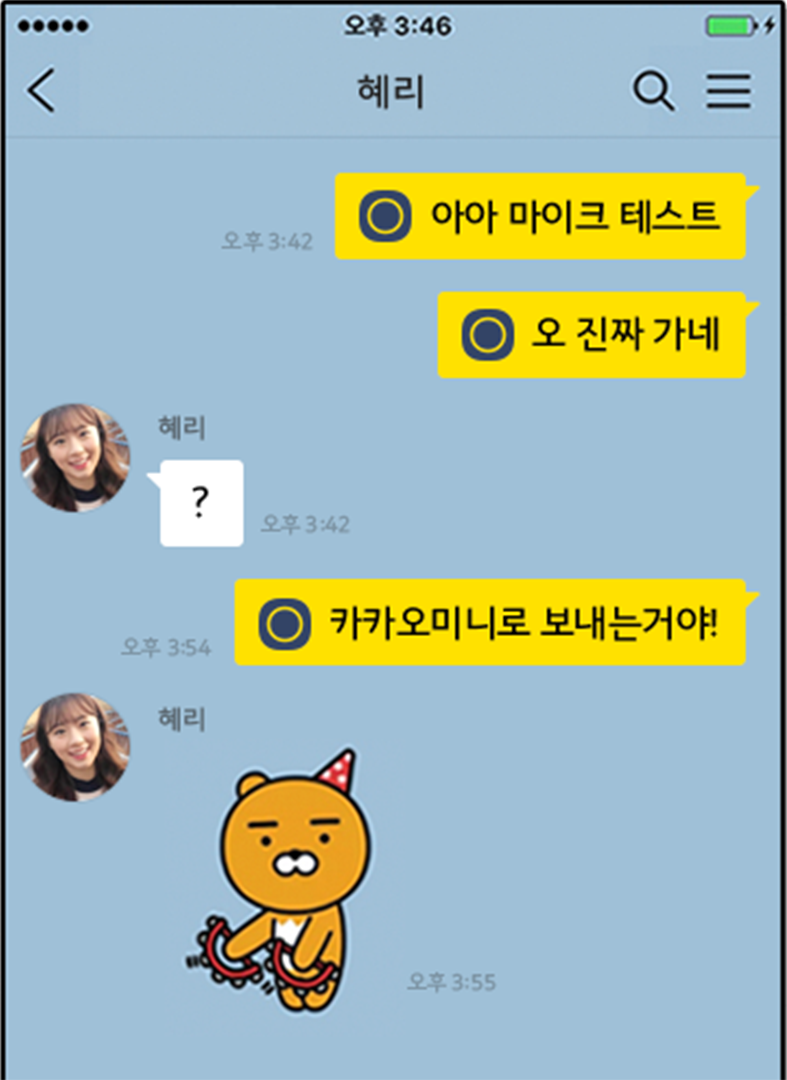 오후 3:46
혜리
아아 마이크 테스트
오후 3:42
오 진짜 가네
혜리
?
오후 3:42
카카오미니로 보내는거야!
오후 3:54
혜리
오후 3:55